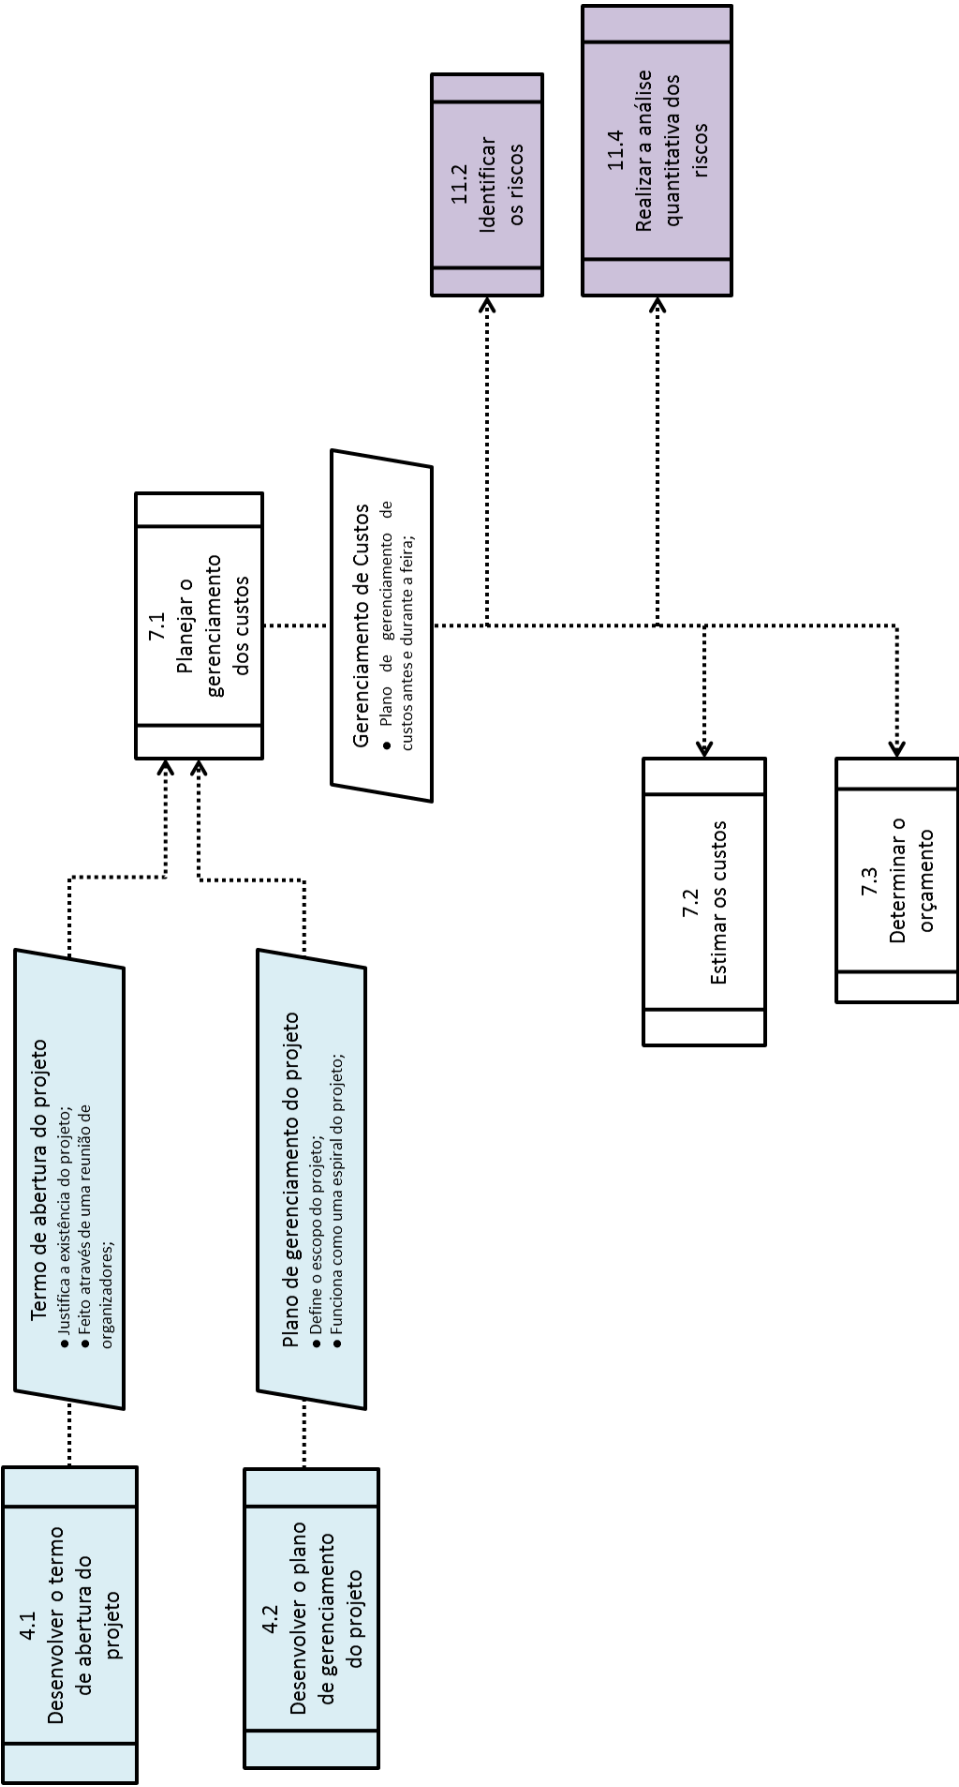 4.1
Desenvolver o termo
de abertura do
projeto
Termo de abertura do projeto
● Justifica a existência do projeto;
● Feito através de uma reunião de
organizadores;
4.2
Desenvolver o plano
de gerenciamento
do projeto
Plano de gerenciamento do projeto
● Define o escopo do projeto;
● Funciona como uma espiral do projeto;
7.1
Planejar o
gerenciamento
dos custos
Gerenciamento de Custos
● Plano de gerenciamento de
custos antes e durante a feira;
11.2
Identificar
os riscos
11.4
Realizar a análise
quantitativa dos
riscos
7.2
Estimar os custos
7.3
Determinar o
orçamento